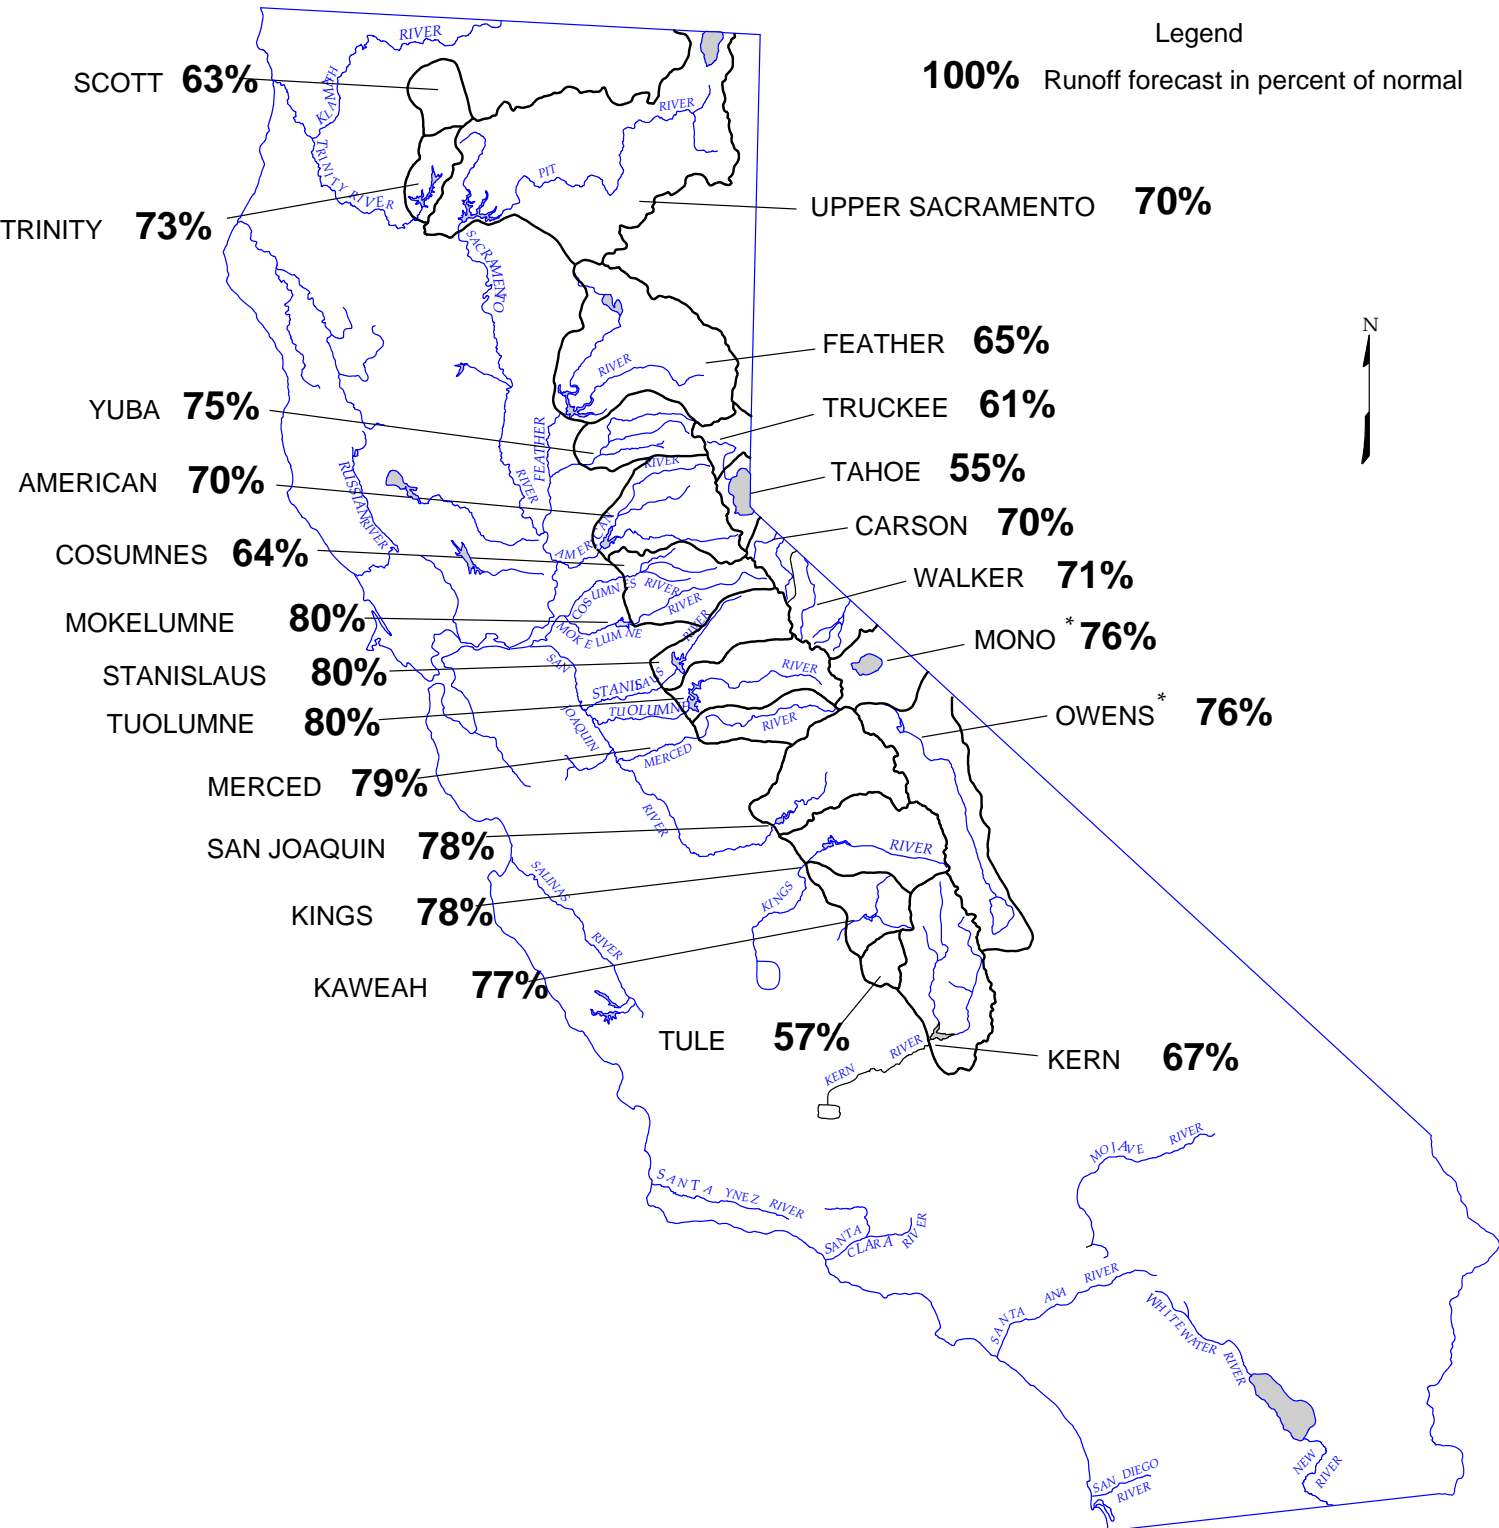 Legend
100% Runoff forecast in percent of normal
RIVER
KLAMATH
SCOTT 63%
RIVER
TRINITY RIVER
PIT
TRINITY 73%
UPPER SACRAMENTO 70%
SACRAMENTO
RIVER
N
FEATHER 65%
RIVER
YUBA 75%
TRUCKEE 61%
FEATHER
RIVER
AMERICAN 70%
TAHOE 55%
RUSSIAN RIVER
AMERICAN
CARSON 70%
COSUMNES 64%
WALKER 71%
COSUMNES RIVER
MOKELUMNE 80%
MOKELUMNE
RIVER
MONO * 76%
SAN
JOAQUIN
RIVER
STANISLAUS 80%
STANISLAUS
RIVER
TUOLUMNE 80%
TUOLUMNE
RIVER
OWENS * 76%
MERCED 79%
MERCED
RIVER
SAN JOAQUIN 78%
RIVER
SALINAS
RIVER
KINGS 78%
KINGS
KAWEAH 77%
TULE 57%
KERN
RIVER
KERN 67%
MOJAVE RIVER
SANTA YNEZ RIVER
SANTA
CLARA
RIVER
SANTA ANA RIVER
WHITEWATER RIVER
NEW
RIVER
SAN DIEGO
RIVER